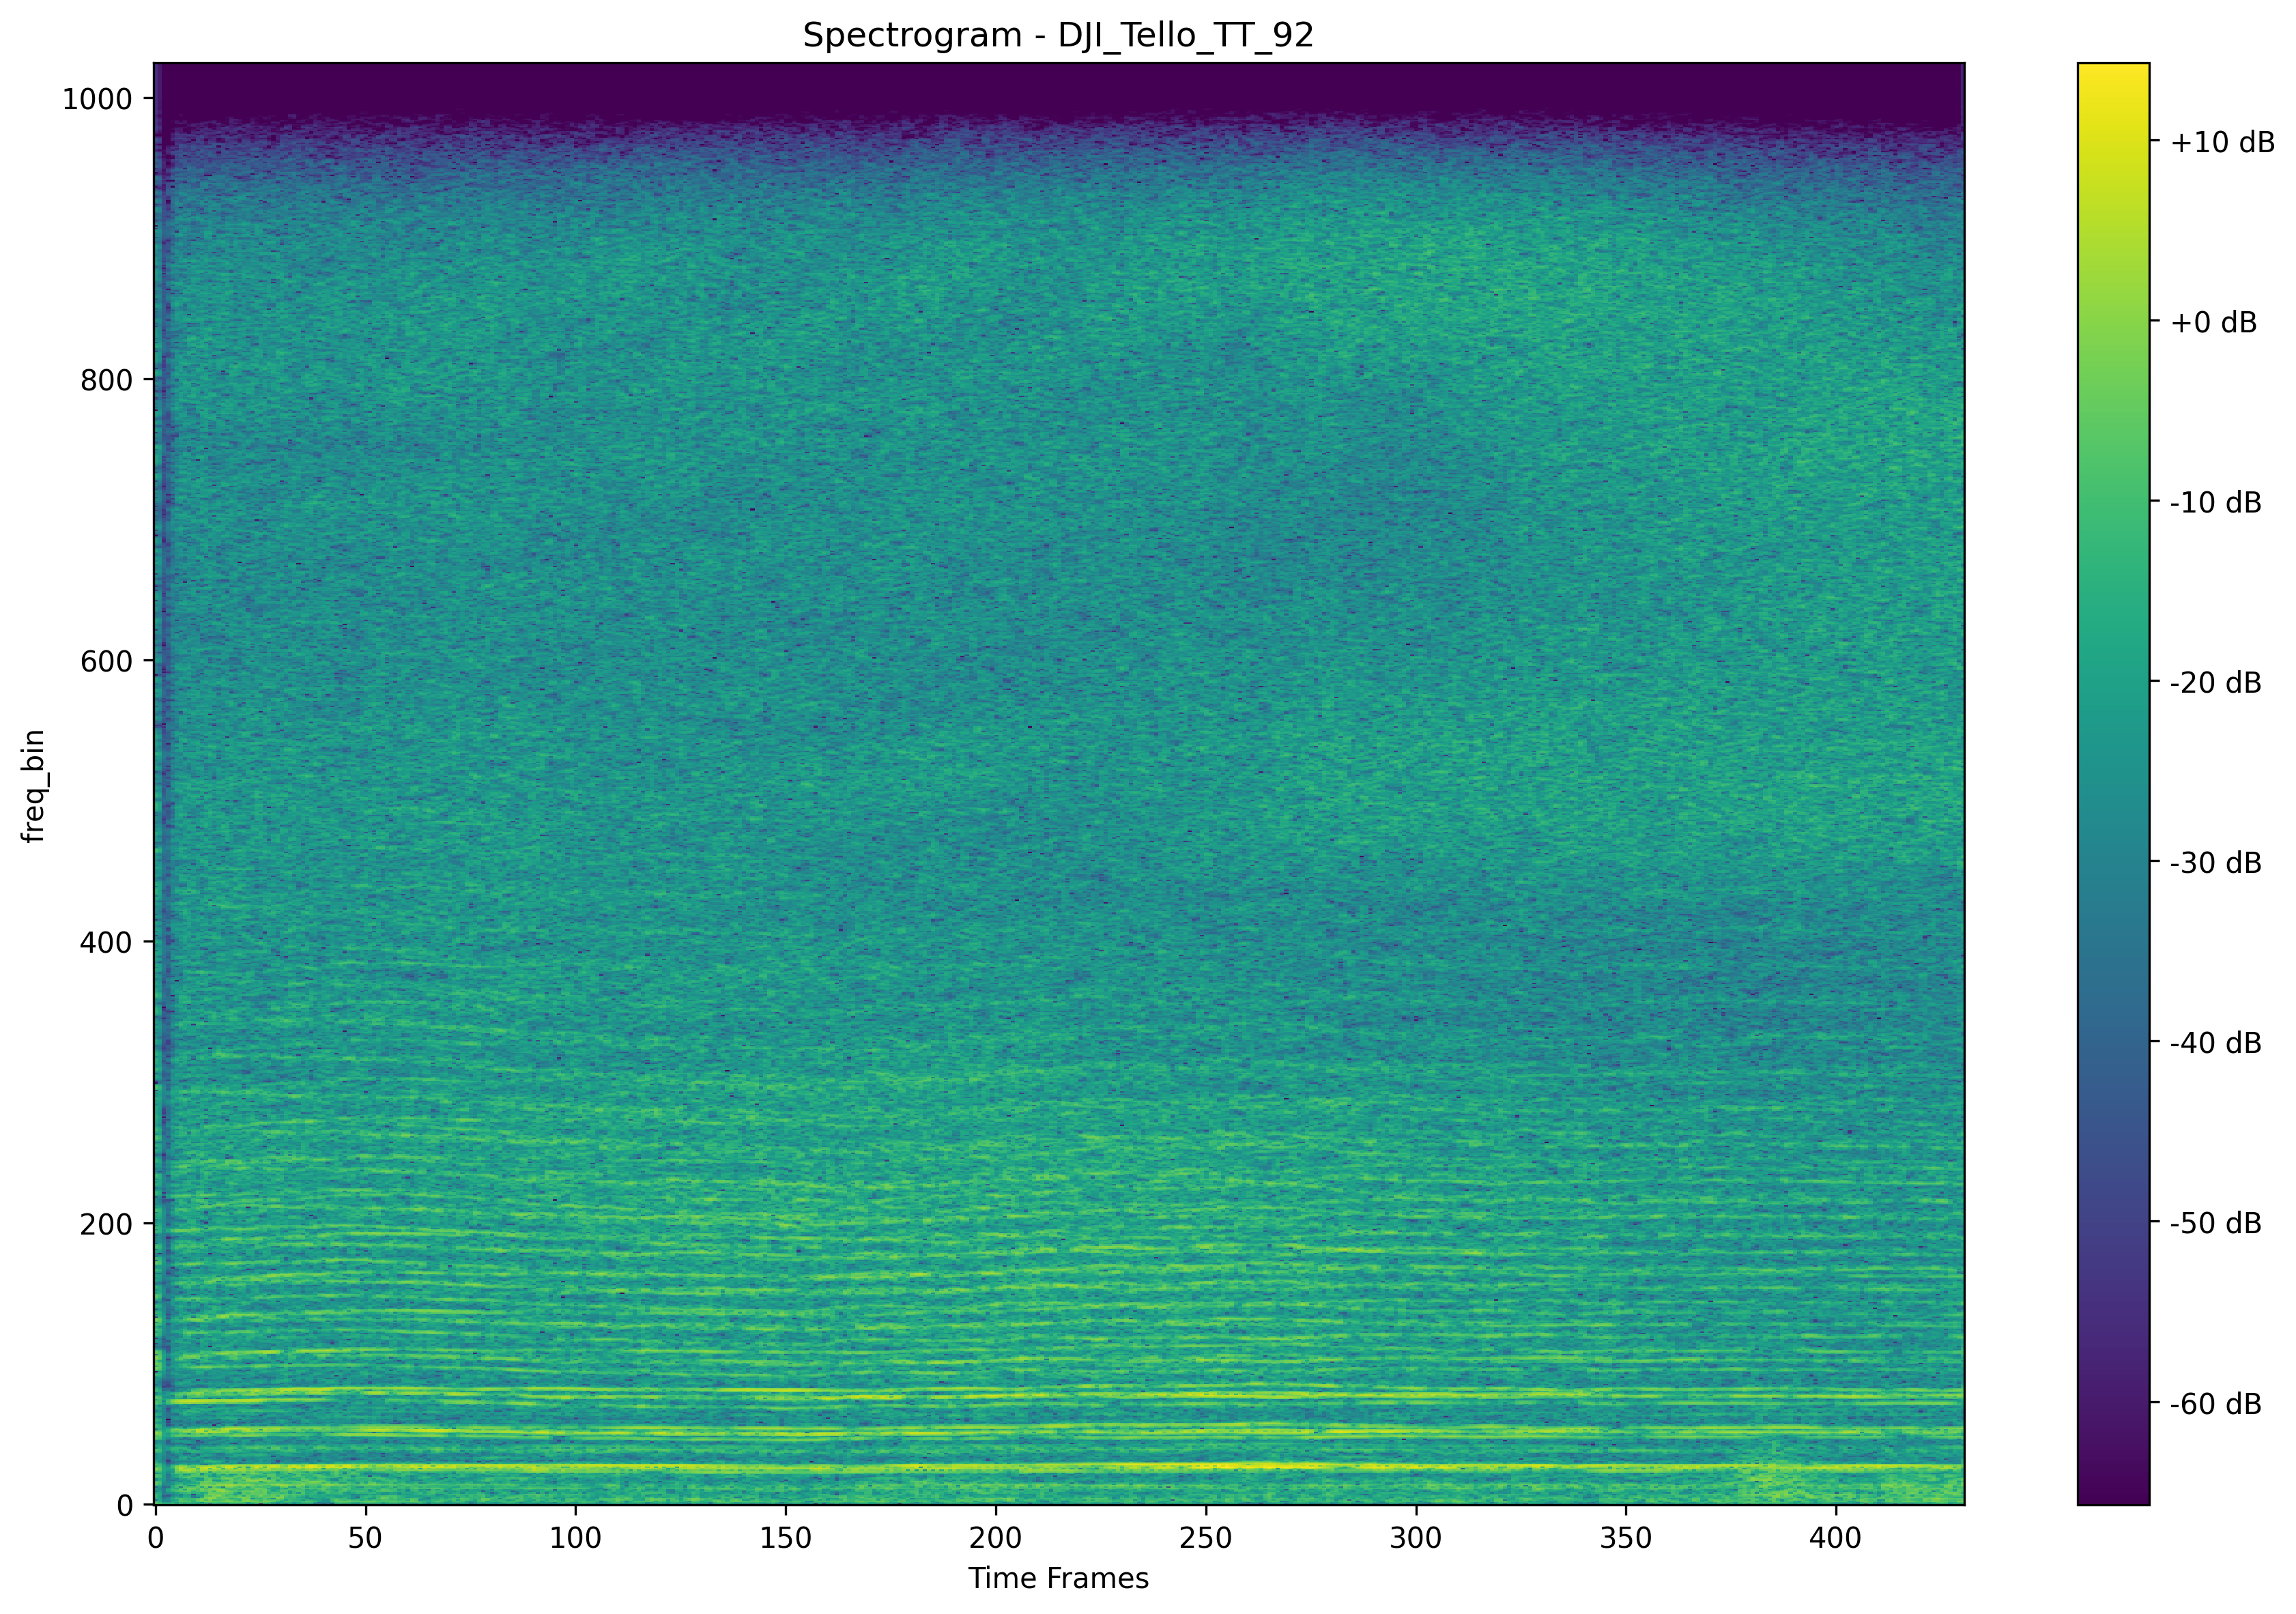 Spectrogram - DJI_Tello_TT_92
1000
800
600
400
200
0
freq_bin
0 50 100 150 200 250 300 350 400
Time Frames
+10 dB
+0 dB
-10 dB
-20 dB
-30 dB
-40 dB
-50 dB
-60 dB